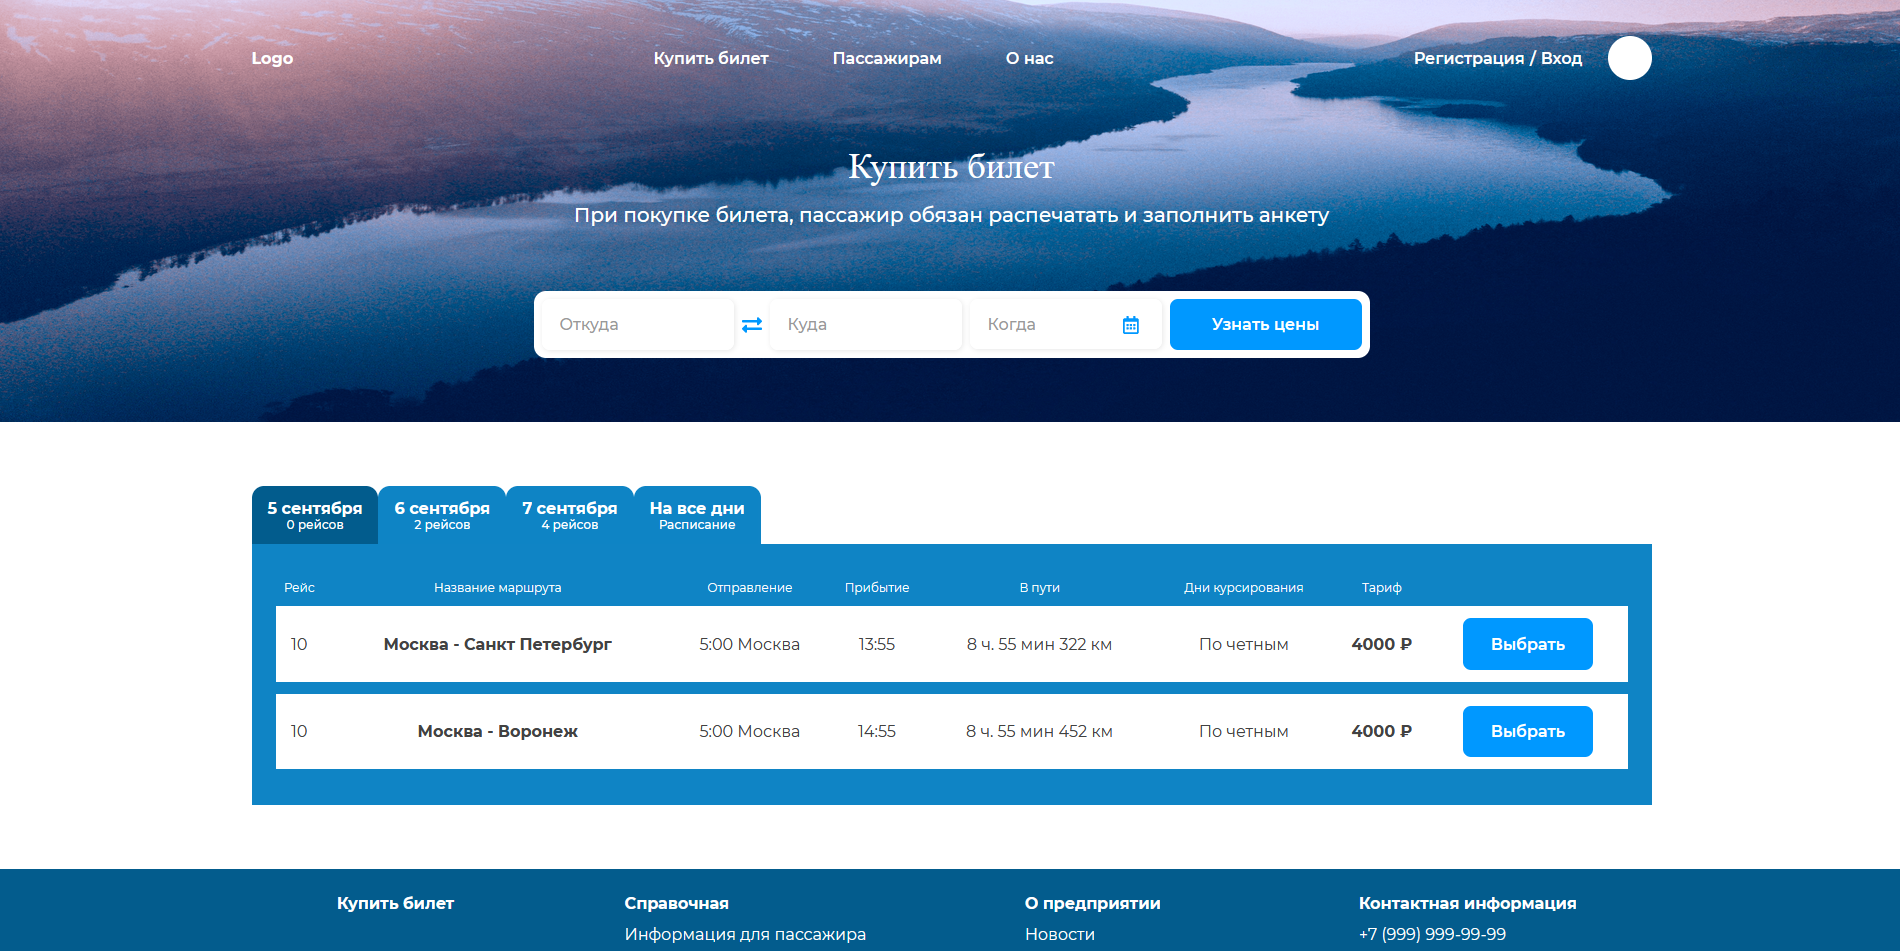 Logo Купить билет Пассажирам О нас Регистрация / Вход
Купить билет
При покупке билета, пассажир обязан распечатать и заполнить анкету
Откуда Куда Когда Узнать цены
5 сентября 6 сентября 7 сентября На все дни
0 рейсов 2 рейсов 4 рейсов Расписание
Рейс Название маршрута Отправление Прибытие В пути Дни курсирования Тариф
10 Москва - Санкт Петербург 5:00 Москва 13:55 8 ч. 55 мин 322 км По четным 4000 ₽ Выбрать
10 Москва - Воронеж 5:00 Москва 14:55 8 ч. 55 мин 452 км По четным 4000 ₽ Выбрать
Купить билет Справочная О предприятии Контактная информация
Информация для пассажира Новости +7 (999) 999-99-99